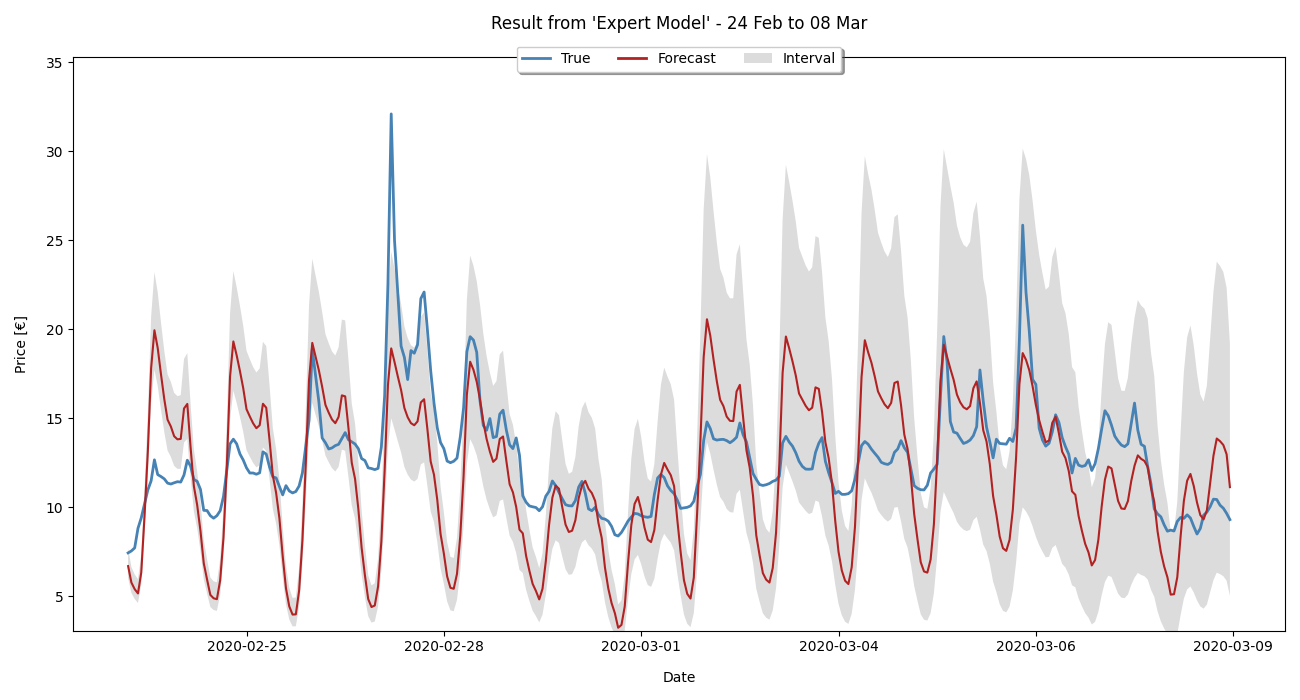 Result from 'Expert Model' - 24 Feb to 08 Mar
True Forecast Interval
35
30
25
20
15
10
5
Price [€]
2020-02-25 2020-02-28 2020-03-01 2020-03-04 2020-03-06 2020-03-09
Date